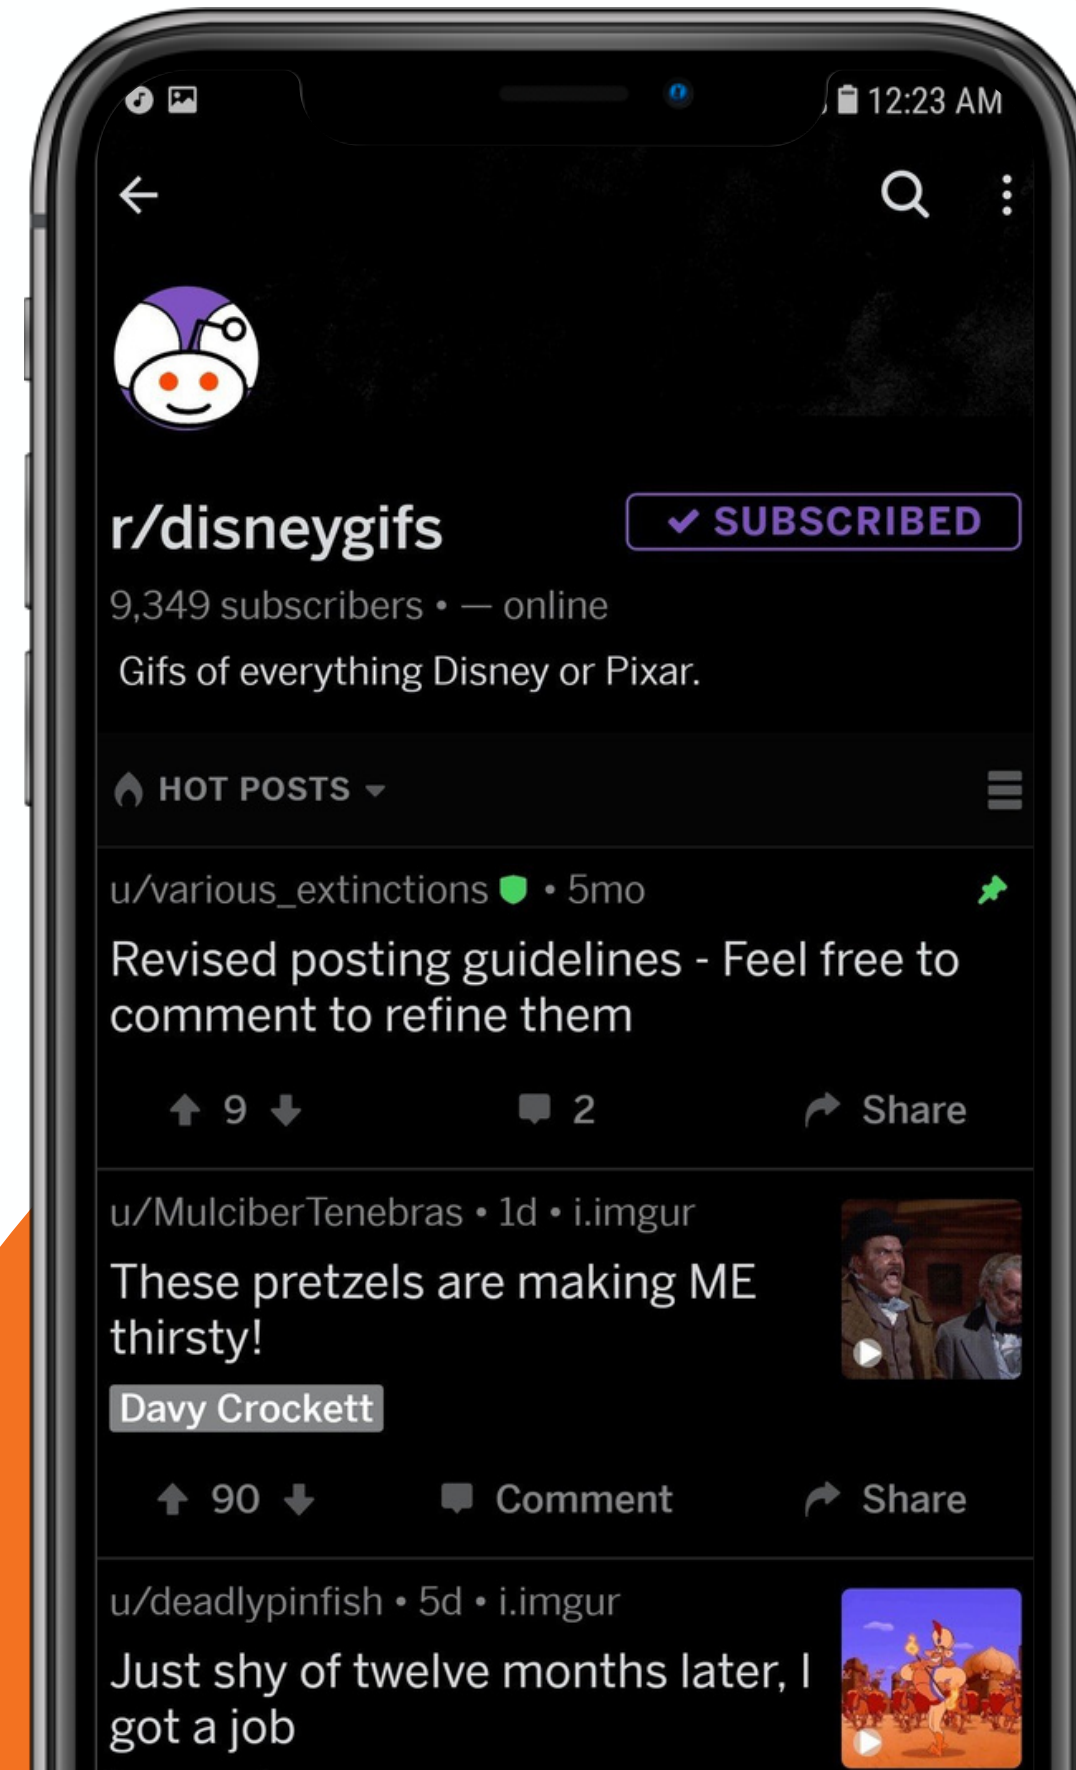 12:23 AM
r/disneygifs
✓ SUBSCRIBED
9,349 subscribers • — online
Gifs of everything Disney or Pixar.
HOT POSTS
u/various_extinctions • 5mo
Revised posting guidelines - Feel free to
comment to refine them
9
2
Share
u/MulciberTenebras • 1d • i.imgur
These pretzels are making ME
thirsty!
Davy Crockett
90
Comment
Share
u/deadlypinfish • 5d • i.imgur
Just shy of twelve months later, I
got a job